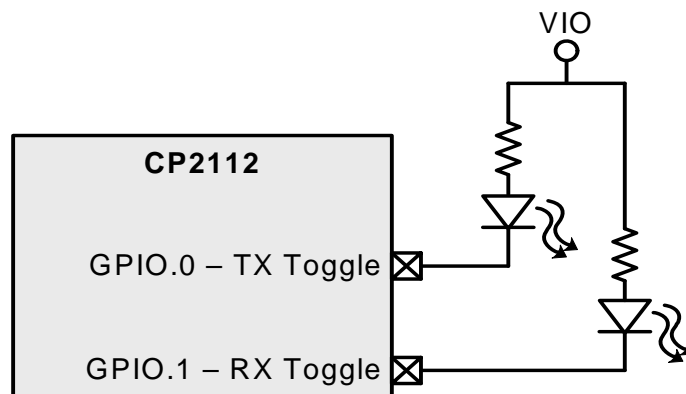 VIO
CP2112
GPIO.0 – TX Toggle
GPIO.1 – RX Toggle